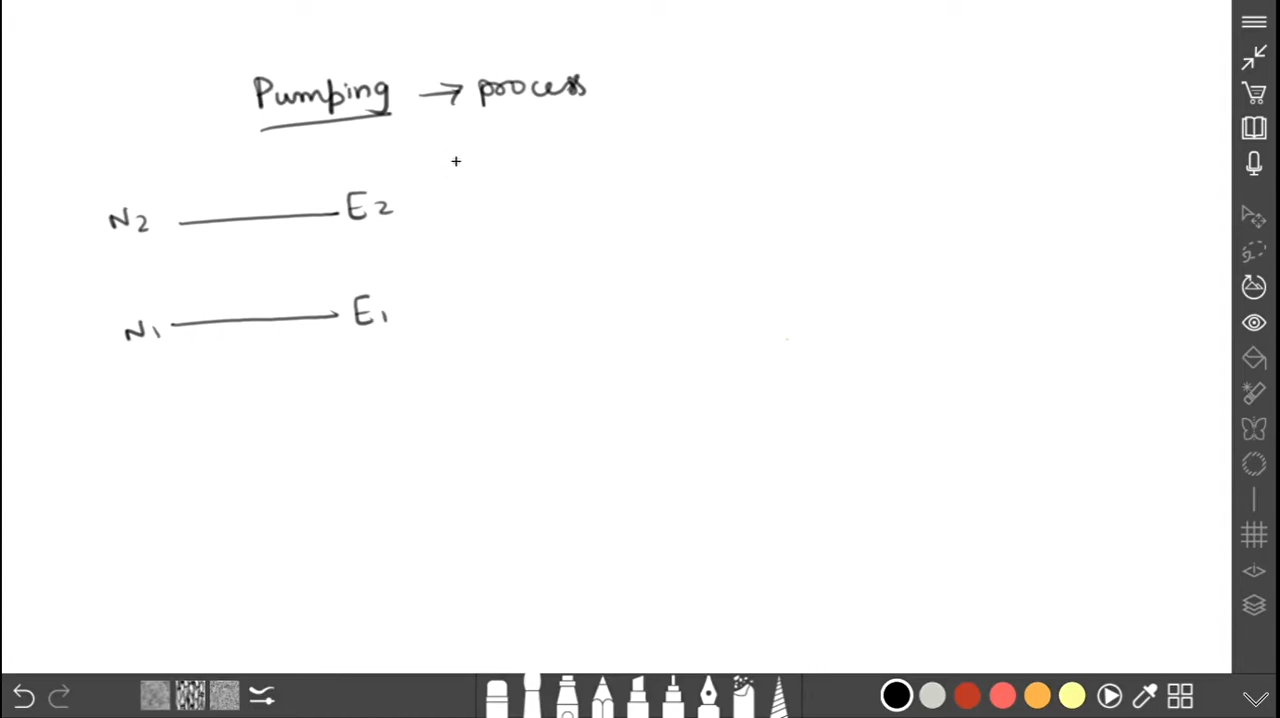 Pumping → process
N2 E2
N1 E1